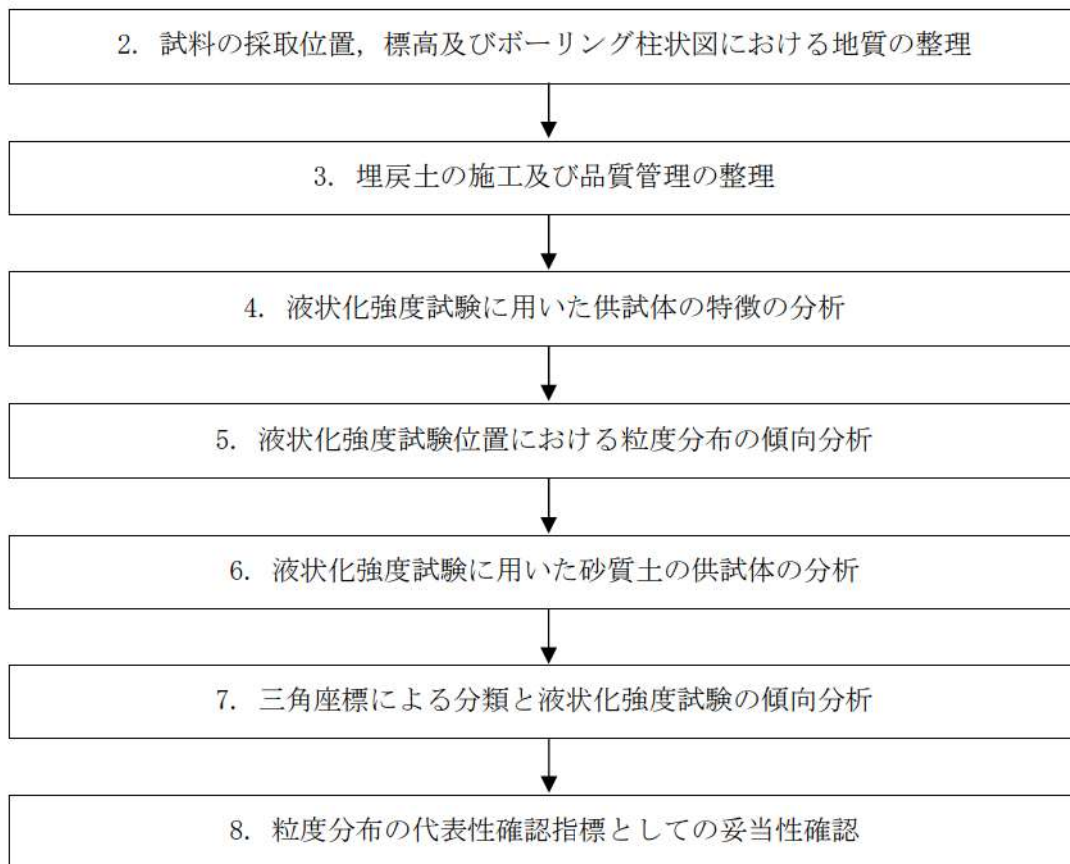 2. 試料の採取位置，標高及びボーリング柱状図における地質の整理
3. 埋戻土の施工及び品質管理の整理
4. 液状化強度試験に用いた供試体の特徴の分析
5. 液状化強度試験位置における粒度分布の傾向分析
6. 液状化強度試験に用いた砂質土の供試体の分析
7. 三角座標による分類と液状化強度試験の傾向分析
8. 粒度分布の代表性確認指標としての妥当性確認